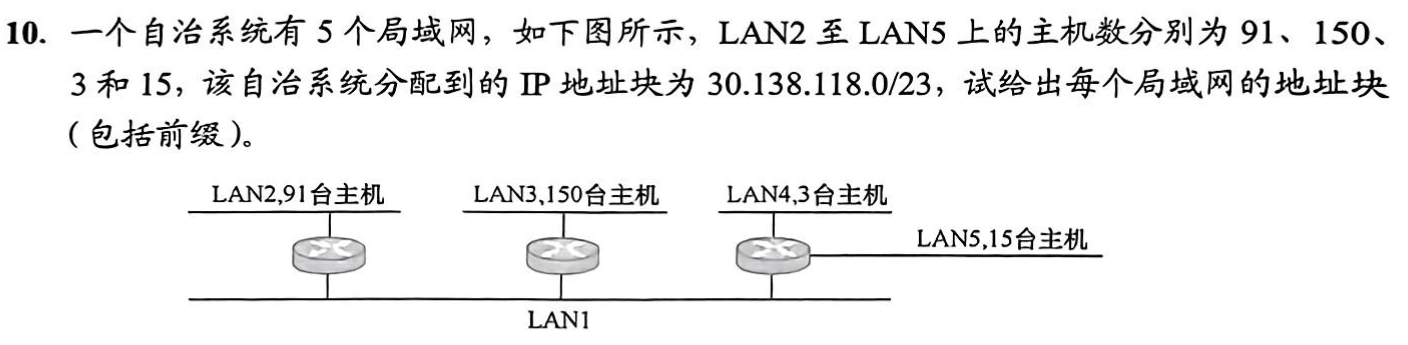 10. 一个自治系统有 5 个局域网，如下图所示，LAN2 至 LAN5 上的主机数分别为 91、150、
3 和 15，该自治系统分配到的 IP 地址块为 30.138.118.0/23，试给出每个局域网的地址块
(包括前缀)。
LAN2,91台主机 LAN3,150台主机 LAN4,3台主机
LAN5,15台主机
LAN1